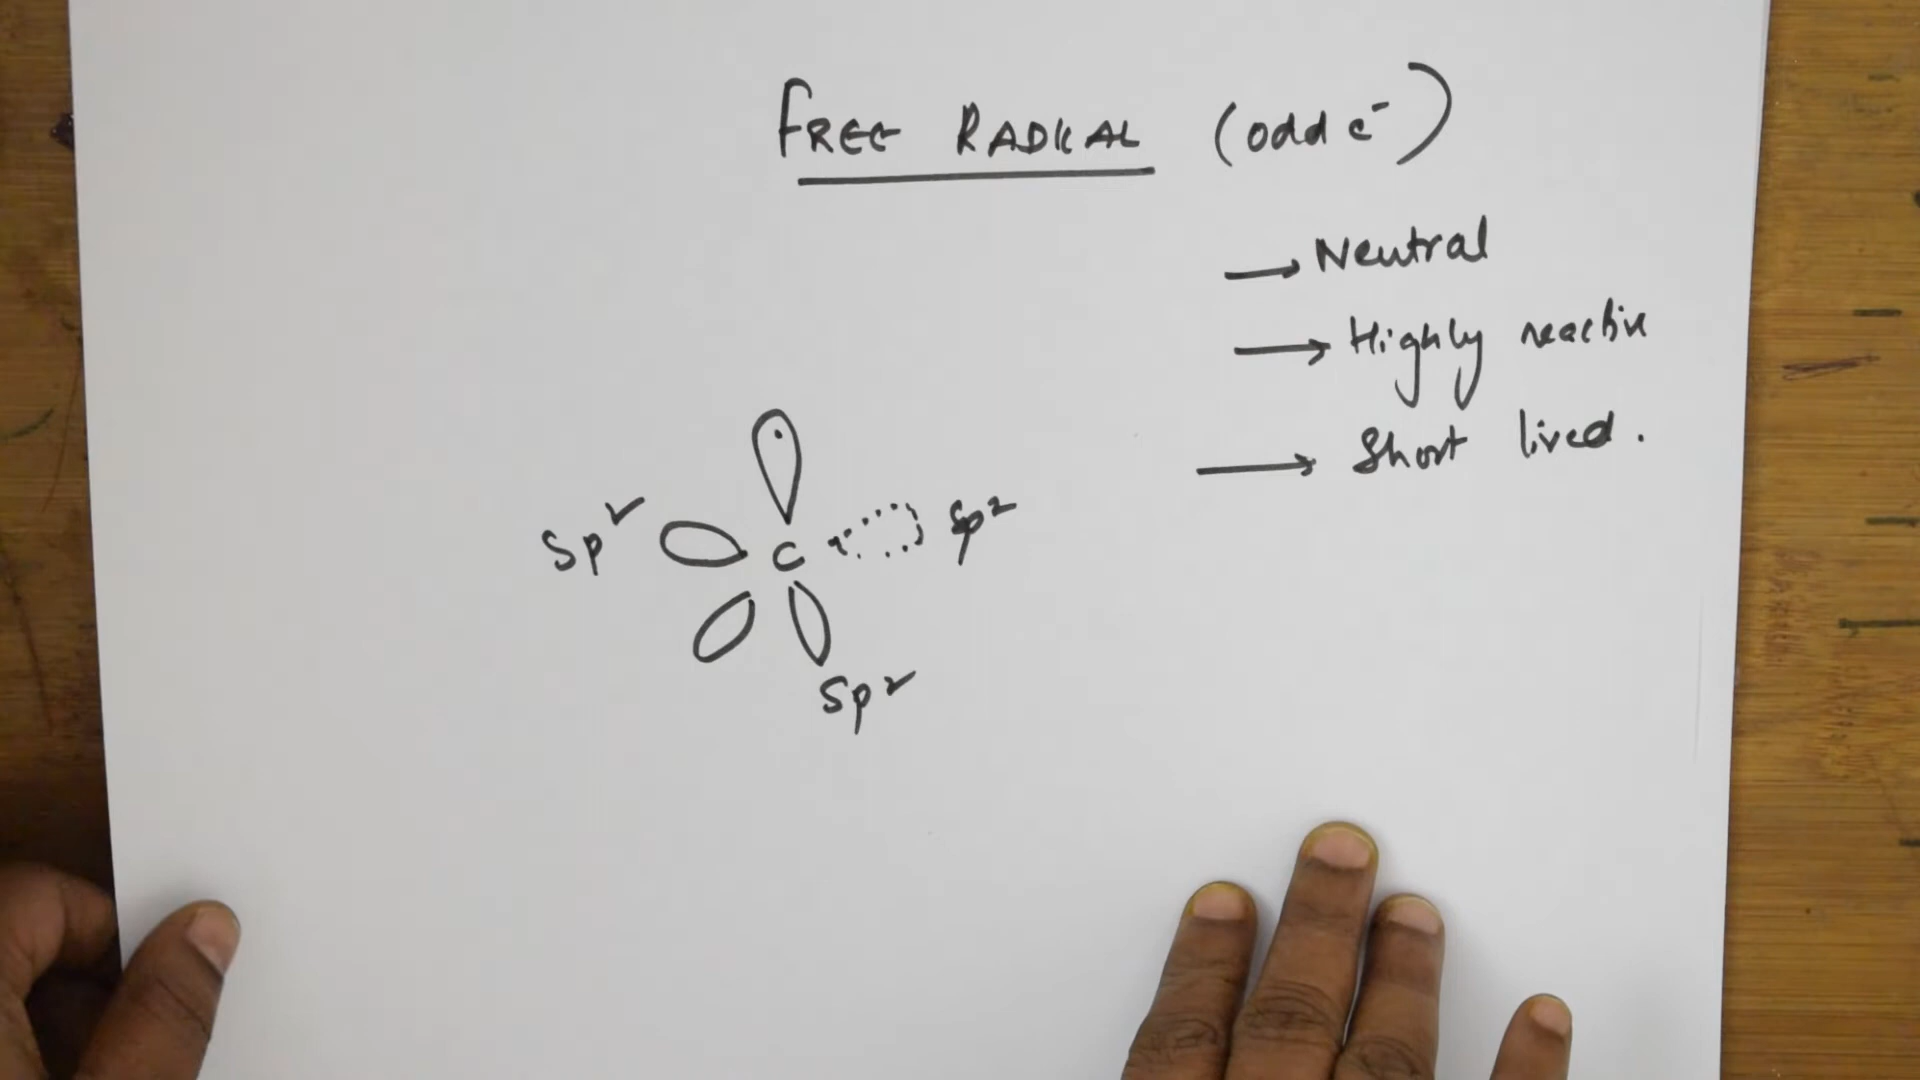 FREE RADICAL (odd e⁻)
→ Neutral
→ Highly reactive
→ Short lived.
Sp² C Sp²
Sp²